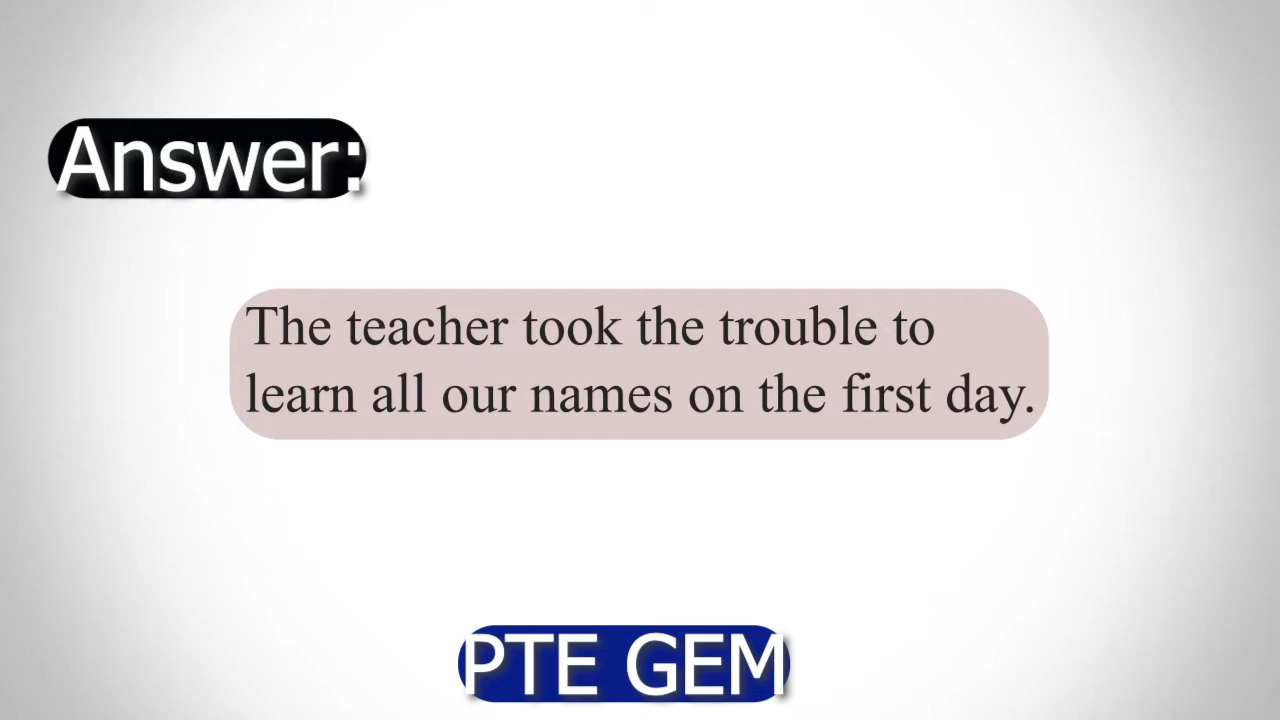 Answer:
The teacher took the trouble to
learn all our names on the first day.
PTE GEM